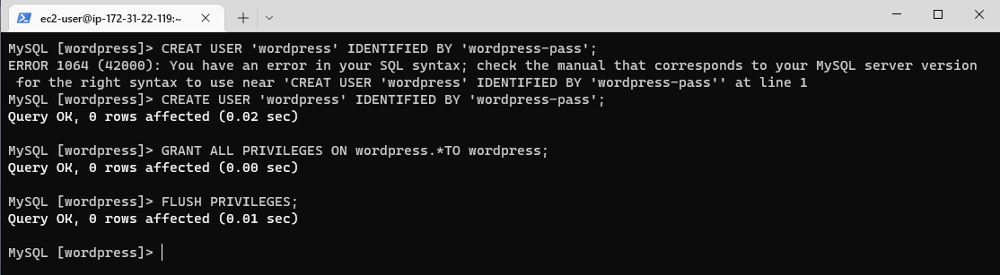 ec2-user@ip-172-31-22-119:~
MySQL [wordpress]> CREAT USER 'wordpress' IDENTIFIED BY 'wordpress-pass';
ERROR 1064 (42000): You have an error in your SQL syntax; check the manual that corresponds to your MySQL server version
for the right syntax to use near 'CREAT USER 'wordpress' IDENTIFIED BY 'wordpress-pass'' at line 1
MySQL [wordpress]> CREATE USER 'wordpress' IDENTIFIED BY 'wordpress-pass';
Query OK, 0 rows affected (0.02 sec)
MySQL [wordpress]> GRANT ALL PRIVILEGES ON wordpress.*TO wordpress;
Query OK, 0 rows affected (0.00 sec)
MySQL [wordpress]> FLUSH PRIVILEGES;
Query OK, 0 rows affected (0.01 sec)
MySQL [wordpress]>